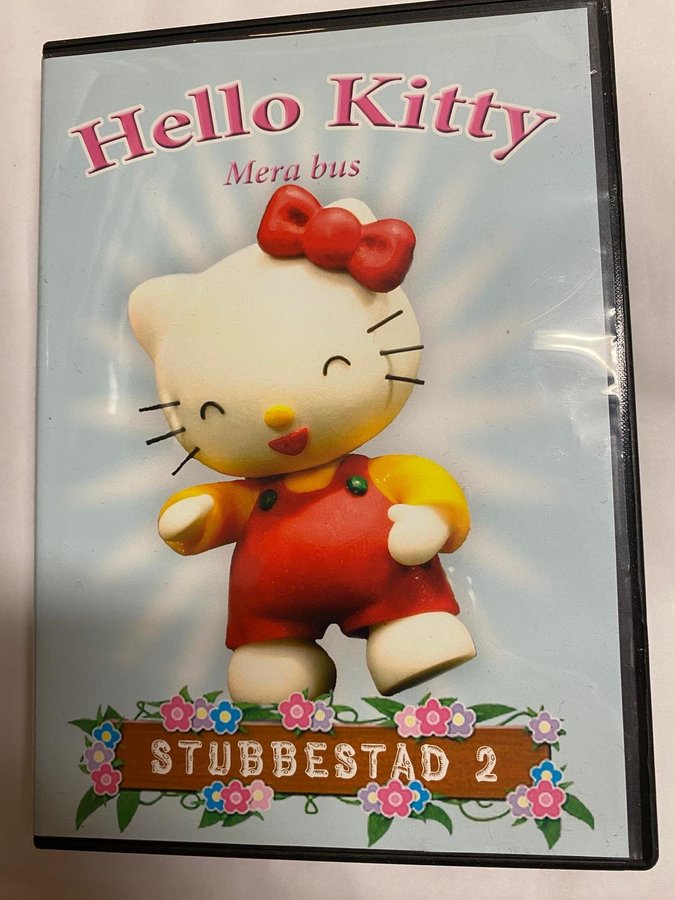 Hello Kitty
Mera bus
STUBBESTAD 2